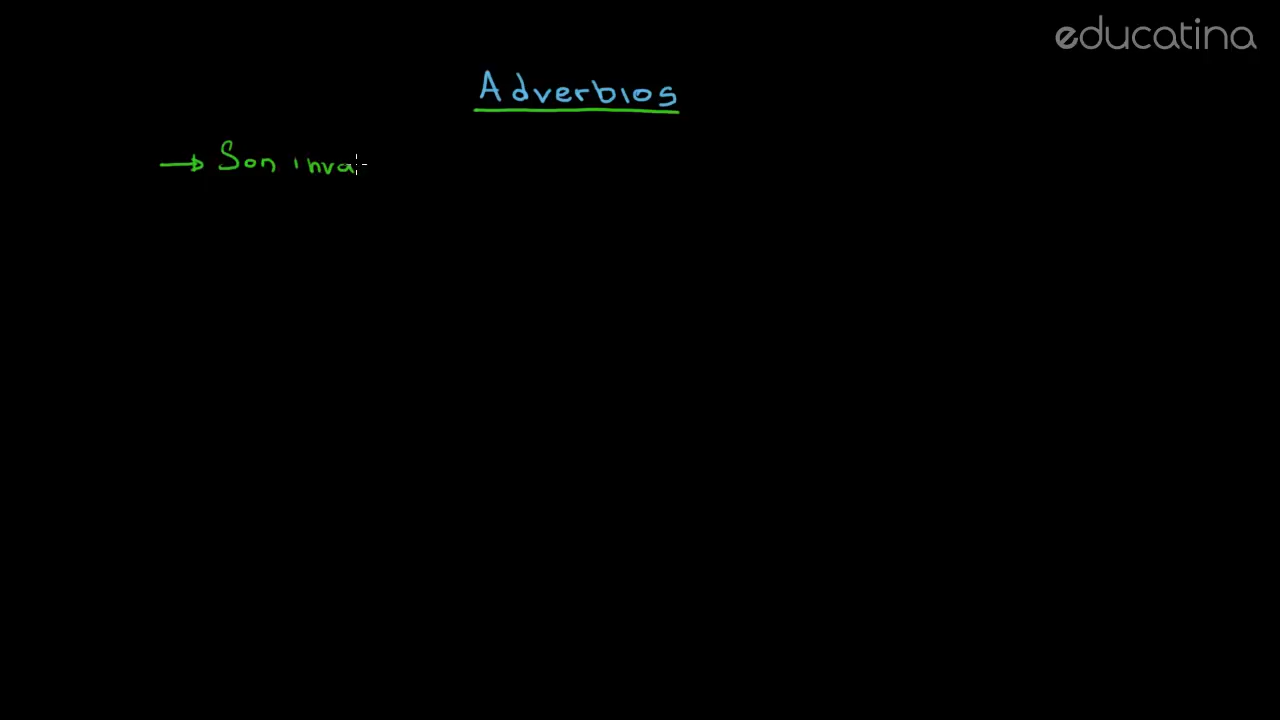 educatina
Adverbios
→ Son inva